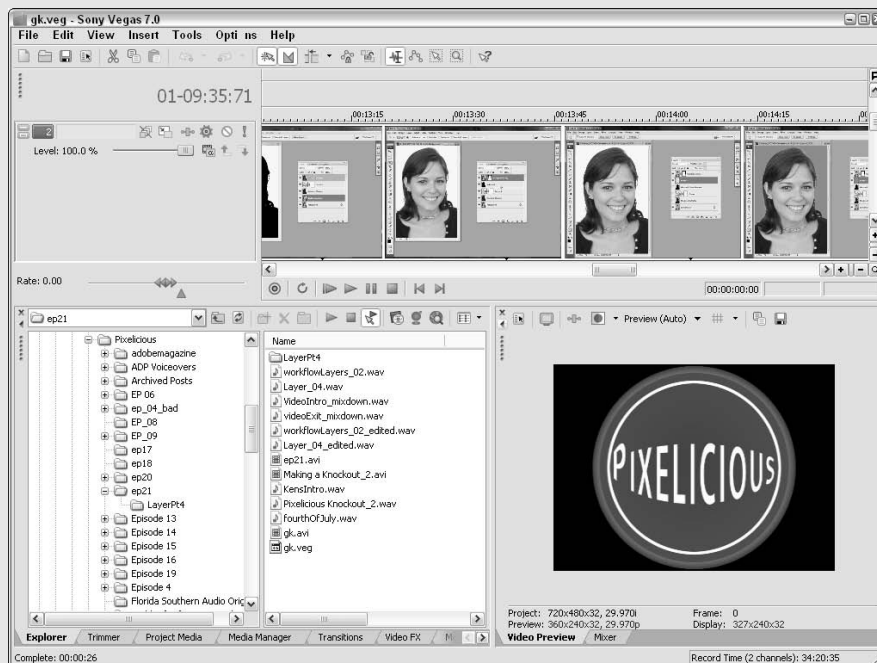 gk.veg - Sony Vegas 7.0
File Edit View Insert Tools Opti ns Help
01-09:35:71
,00:13:15 ,00:13:30 ,00:13:45 ,00:14:00 ,00:14:15
2
Level: 100.0 %
Rate: 0.00
00:00:00:00
ep21
Preview (Auto)
Pixelicious
adobemagazine
ADP Voiceovers
Archived Posts
EP 06
ep_04_bad
EP_08
EP_09
ep17
ep18
ep20
ep21
LayerPt4
Episode 13
Episode 14
Episode 15
Episode 16
Episode 19
Episode 4
Florida Southern Audio Orig
Name
LayerPt4
workflowLayers_02.wav
Layer_04.wav
VideoIntro_mixdown.wav
videoExit_mixdown.wav
workflowLayers_02_edited.wav
Layer_04_edited.wav
ep21.avi
Making a Knockout_2.avi
KensIntro.wav
Pixelicious Knockout_2.wav
fourthOfJuly.wav
gk.avi
gk.veg
PIXELICIOUS
Project: 720x480x32, 29.970i Frame: 0
Preview: 360x240x32, 29.970p Display: 327x240x32
Explorer Trimmer Project Media Media Manager Transitions Video FX M
Video Preview Mixer
Complete: 00:00:26
Record Time (2 channels): 34:20:35